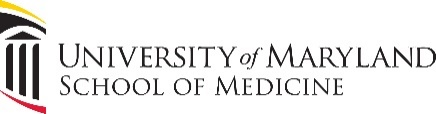 UNIVERSITY of MARYLAND
SCHOOL OF MEDICINE